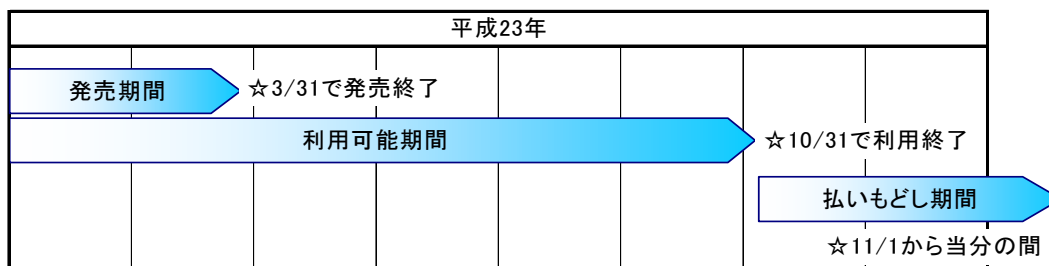 平成23年
発売期間
☆3/31で発売終了
利用可能期間
☆10/31で利用終了
払いもどし期間
☆11/1から当分の間